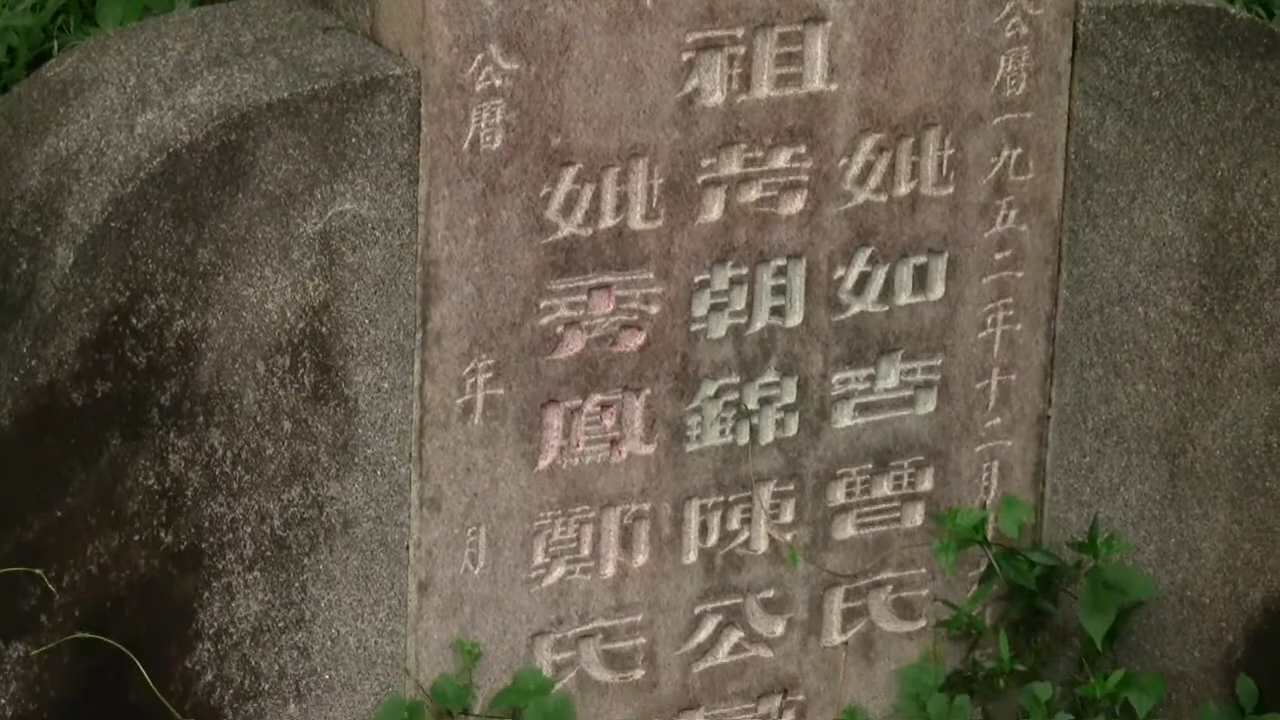 公曆一九五二年十二月
妣如吉曹氏
祖考朝錦陳公
妣秀鳳鄭氏
公曆 年 月